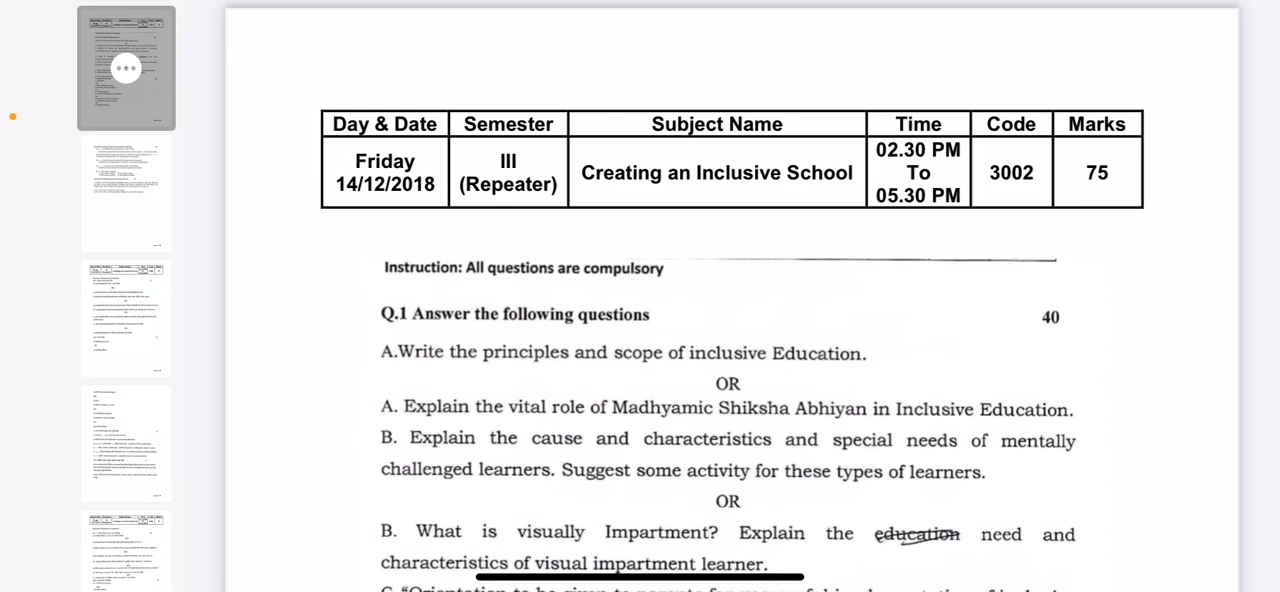 Day & Date Semester Subject Name Time Code Marks
Friday 14/12/2018 III (Repeater) Creating an Inclusive School 02.30 PM To 05.30 PM 3002 75
Instruction: All questions are compulsory
Q.1 Answer the following questions 40
A.Write the principles and scope of inclusive Education.
OR
A. Explain the vital role of Madhyamic Shiksha Abhiyan in Inclusive Education.
B. Explain the cause and characteristics and special needs of mentally
challenged learners. Suggest some activity for these types of learners.
OR
B. What is visually Impartment? Explain the education need and
characteristics of visual impartment learner.